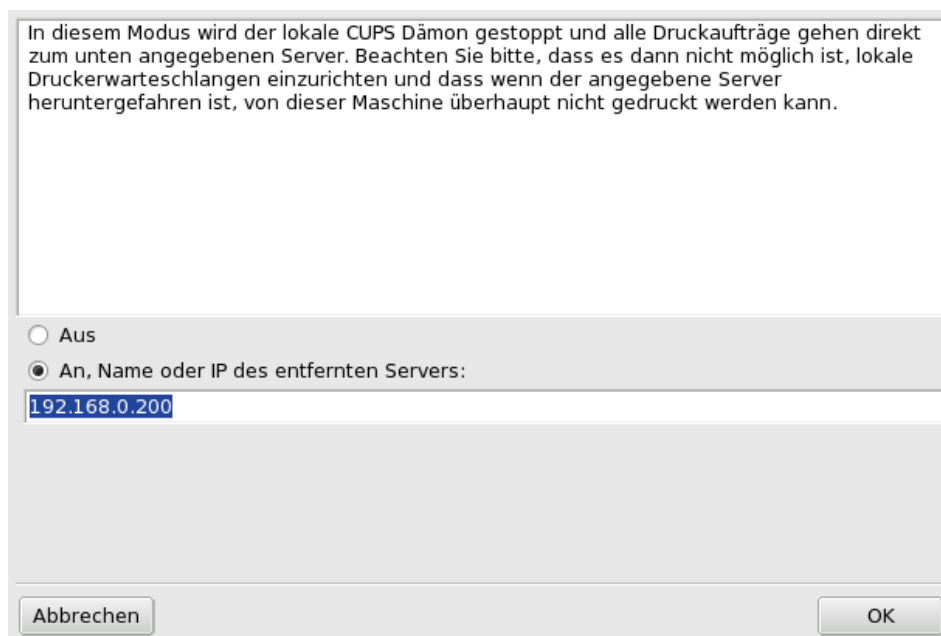 In diesem Modus wird der lokale CUPS Dämon gestoppt und alle Druckaufträge gehen direkt
zum unten angegebenen Server. Beachten Sie bitte, dass es dann nicht möglich ist, lokale
Druckerwarteschlangen einzurichten und dass wenn der angegebene Server
heruntergefahren ist, von dieser Maschine überhaupt nicht gedruckt werden kann.
Aus
An, Name oder IP des entfernten Servers:
192.168.0.200
Abbrechen
OK